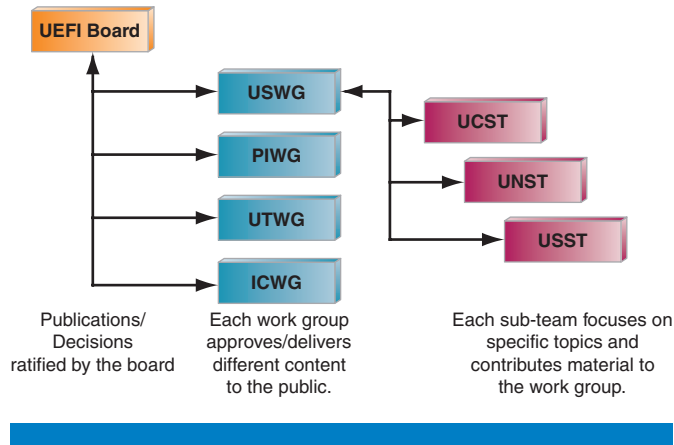 UEFI Board
USWG
UCST
PIWG
UNST
UTWG
USST
ICWG
Publications/
Decisions
ratified by the board
Each work group
approves/delivers
different content
to the public.
Each sub-team focuses on
specific topics and
contributes material to
the work group.